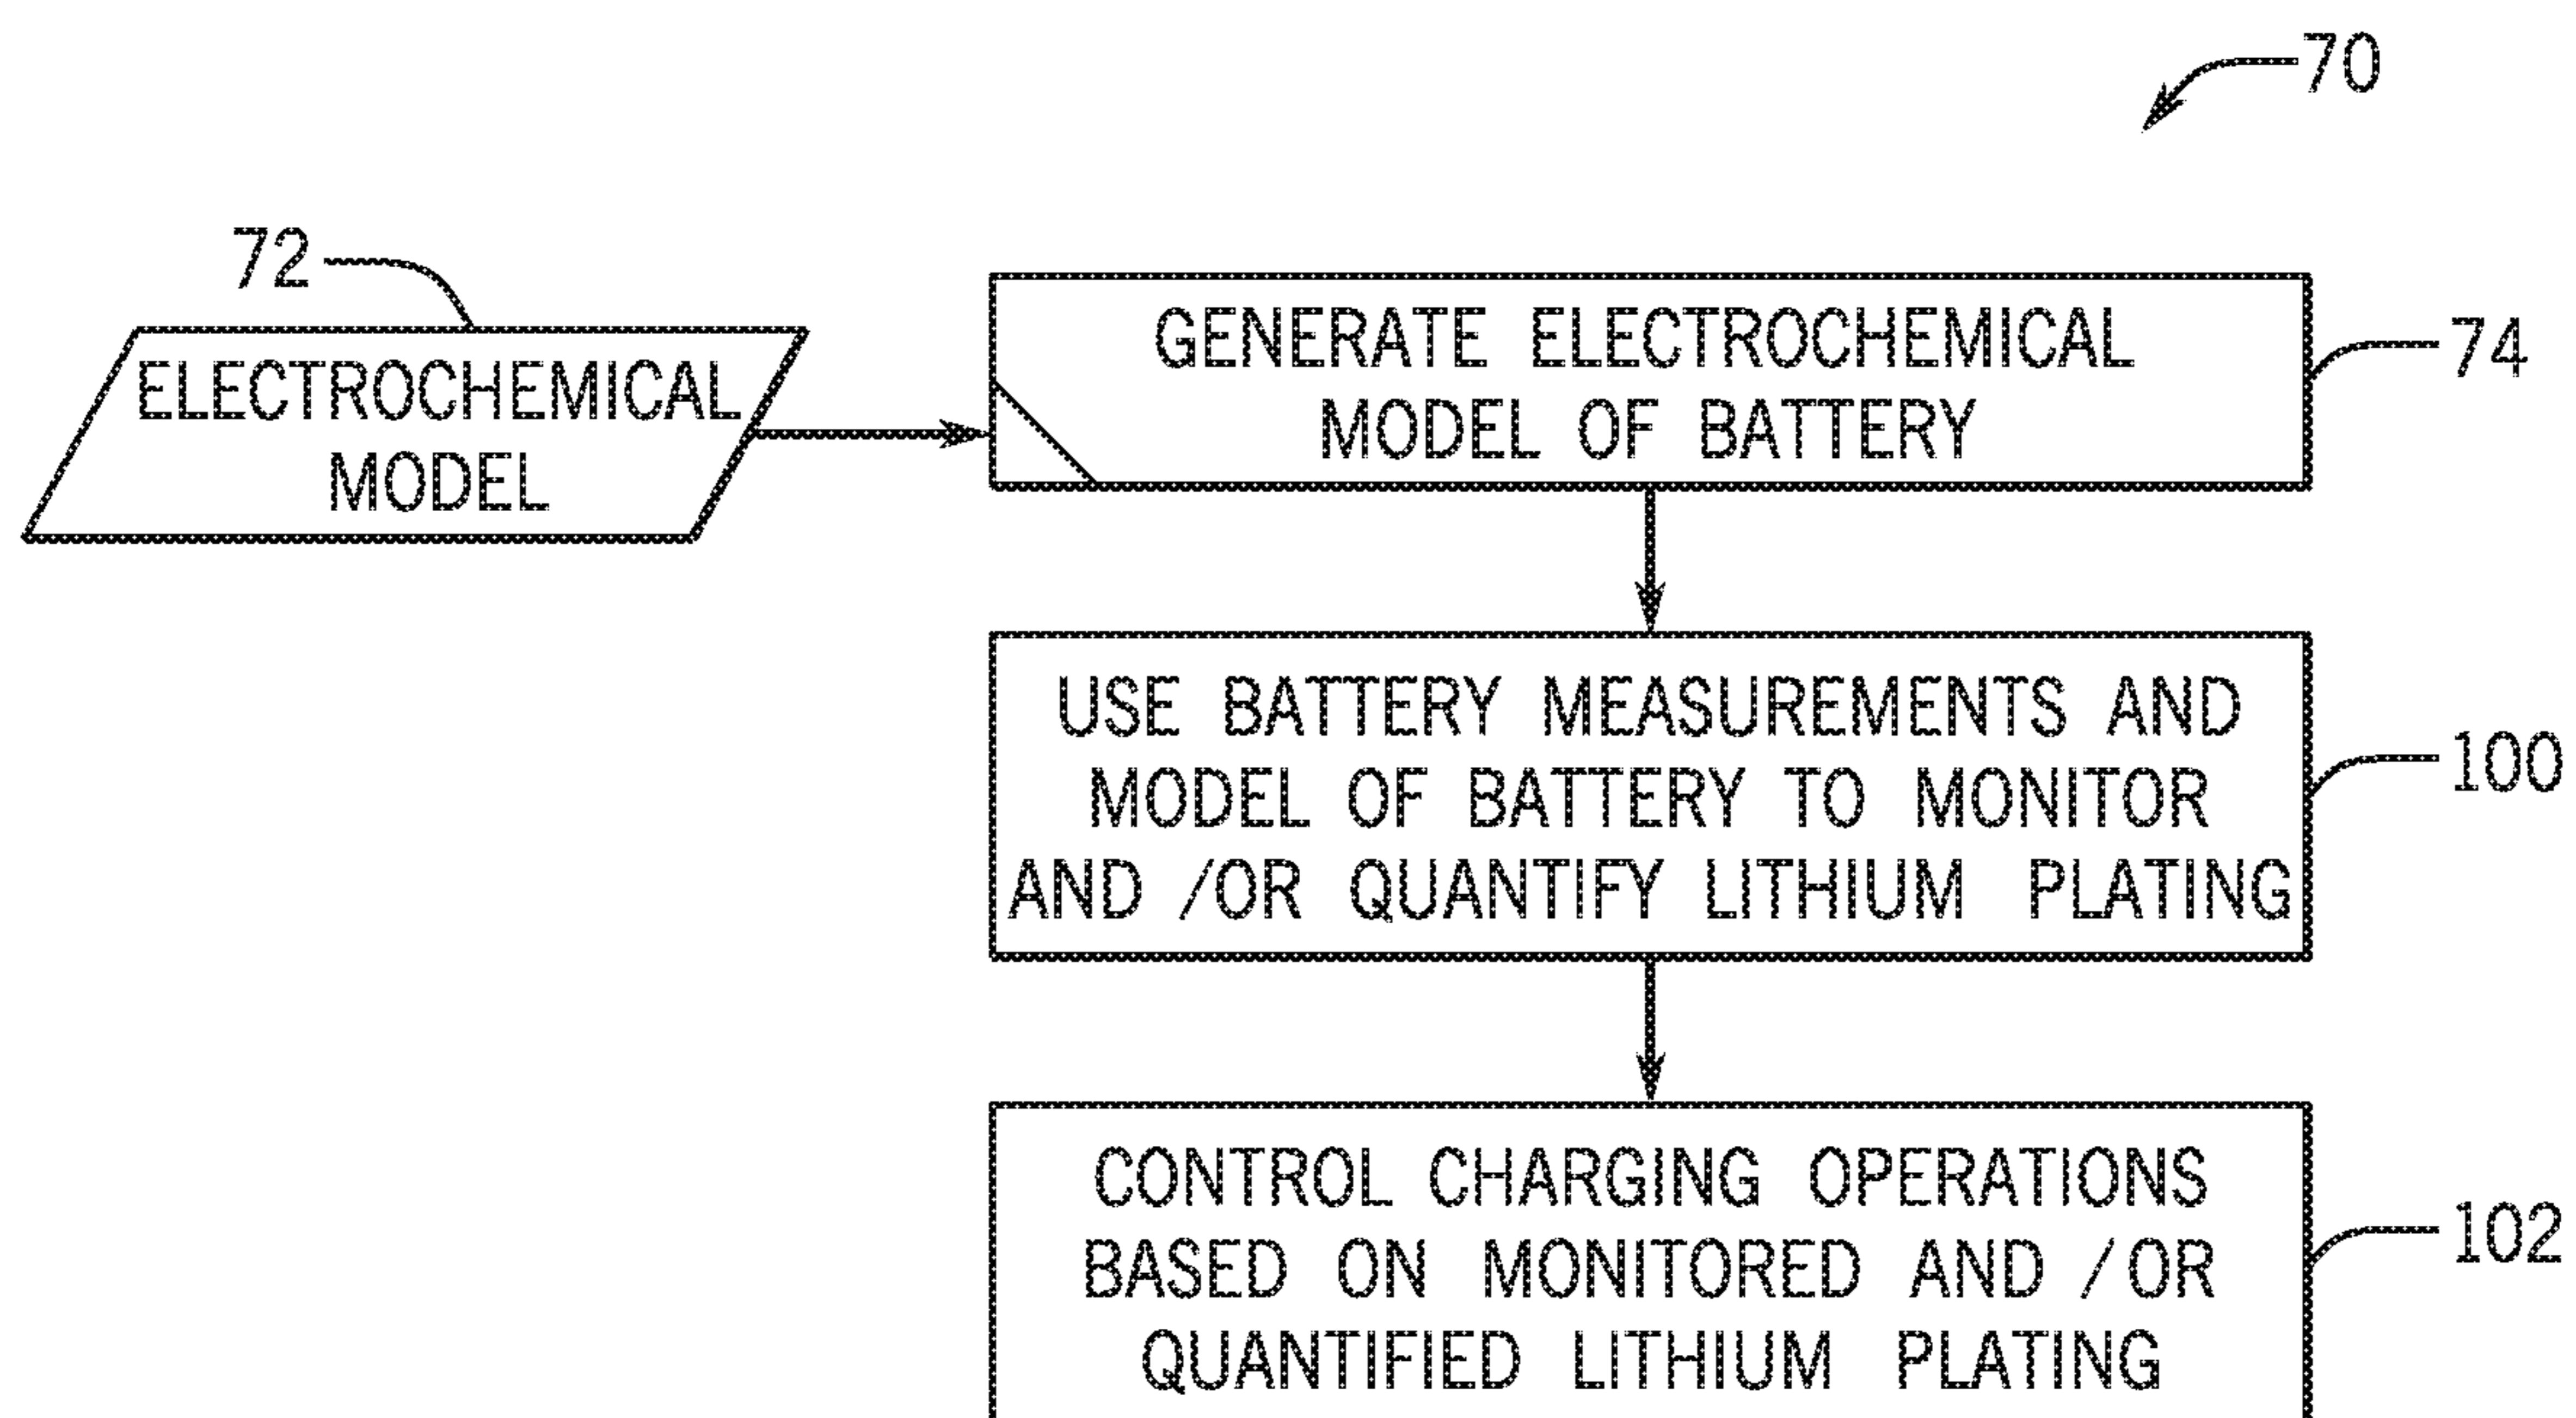 70
72
ELECTROCHEMICAL
MODEL
GENERATE ELECTROCHEMICAL
MODEL OF BATTERY
74
USE BATTERY MEASUREMENTS AND
MODEL OF BATTERY TO MONITOR
AND /OR QUANTIFY LITHIUM PLATING
100
CONTROL CHARGING OPERATIONS
BASED ON MONITORED AND /OR
QUANTIFIED LITHIUM PLATING
102